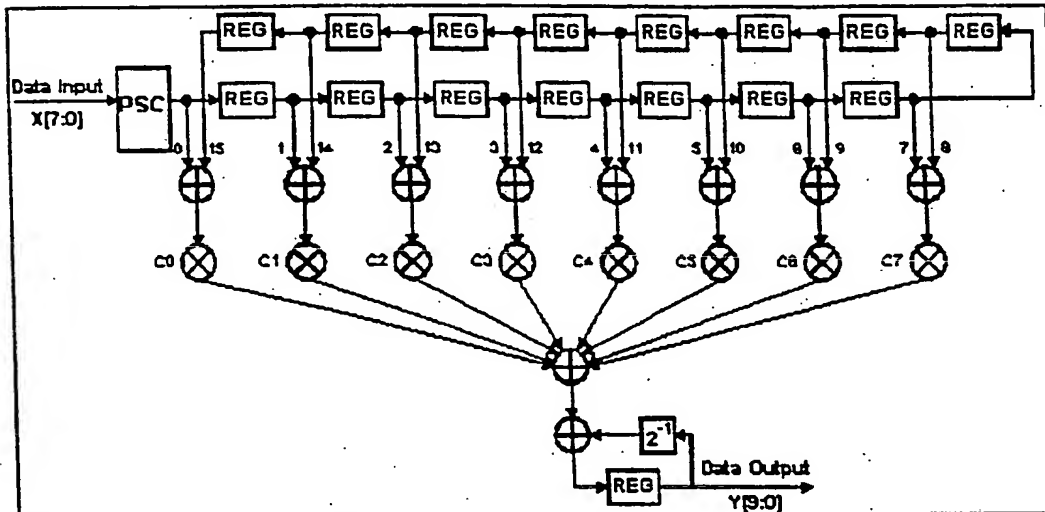 REG REG REG REG REG REG REG REG
Data Input
X[7:0]
PSC
REG REG REG REG REG REG REG
0 15 1 14 2 13 3 12 4 11 5 10 6 9 7 8
C0 C1 C2 C3 C4 C5 C6 C7
2⁻¹
Data Output
REG
Y[9:0]